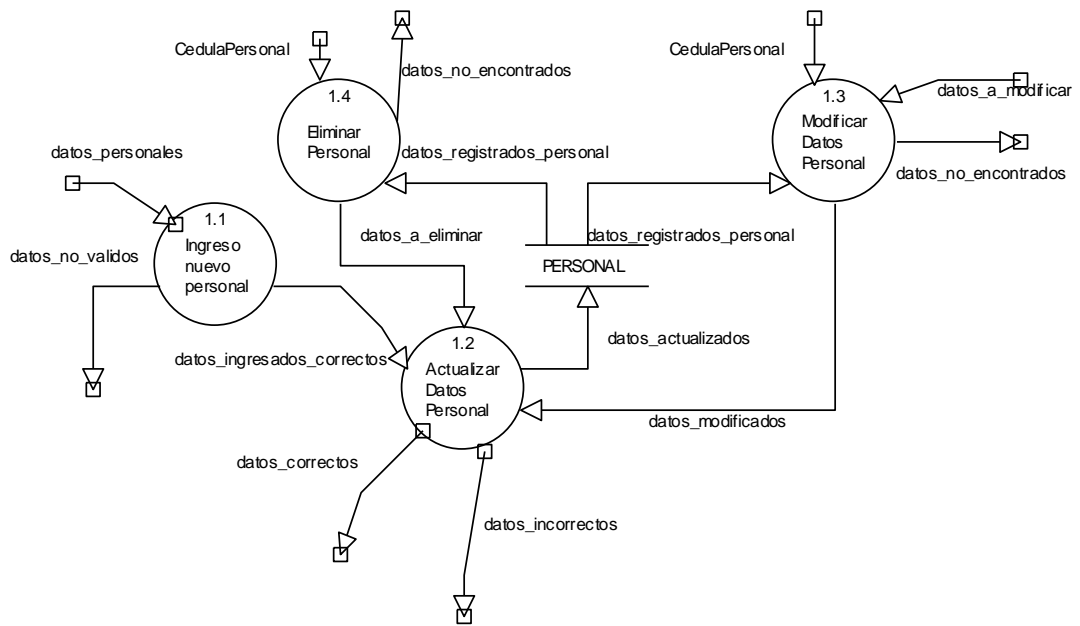 CedulaPersonal
CedulaPersonal
datos_no_encontrados
datos_a_modificar
1.4
Eliminar
Personal
1.3
Modificar
Datos
Personal
datos_personales
datos_registrados_personal
datos_no_encontrados
1.1
Ingreso
nuevo
personal
datos_no_validos
datos_a_eliminar
datos_registrados_personal
PERSONAL
datos_ingresados_correctos
1.2
Actualizar
Datos
Personal
datos_actualizados
datos_modificados
datos_correctos
datos_incorrectos